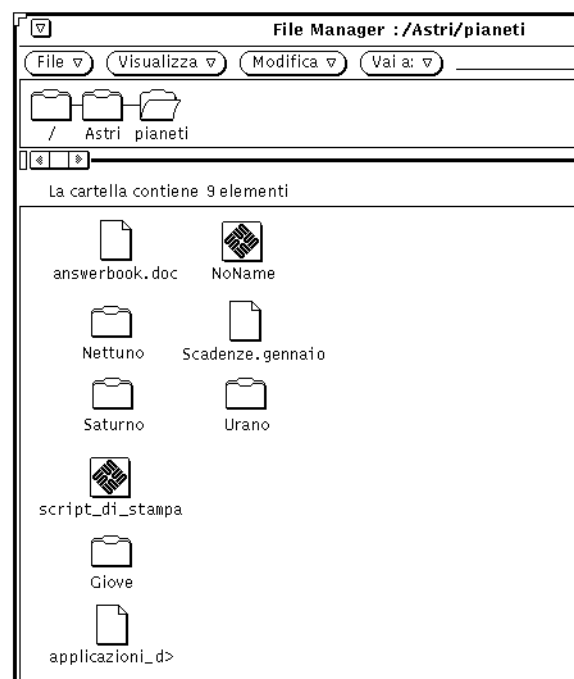 File Manager : /Astri/pianeti
File Visualizza Modifica Vai a:
/ Astri pianeti
La cartella contiene 9 elementi
answerbook.doc NoName
Nettuno Scadenze.gennaio
Saturno Urano
script_di_stampa
Giove
applicazioni_d>